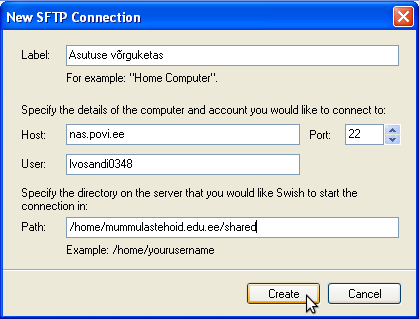 New SFTP Connection
Label: Asutuse võrguketas
For example: "Home Computer".
Specify the details of the computer and account you would like to connect to:
Host: nas.povi.ee Port: 22
User: lvosandi0348
Specify the directory on the server that you would like Swish to start the
connection in:
Path: /home/mummulastehoid.edu.ee/shared
Example: /home/yourusername
Create Cancel